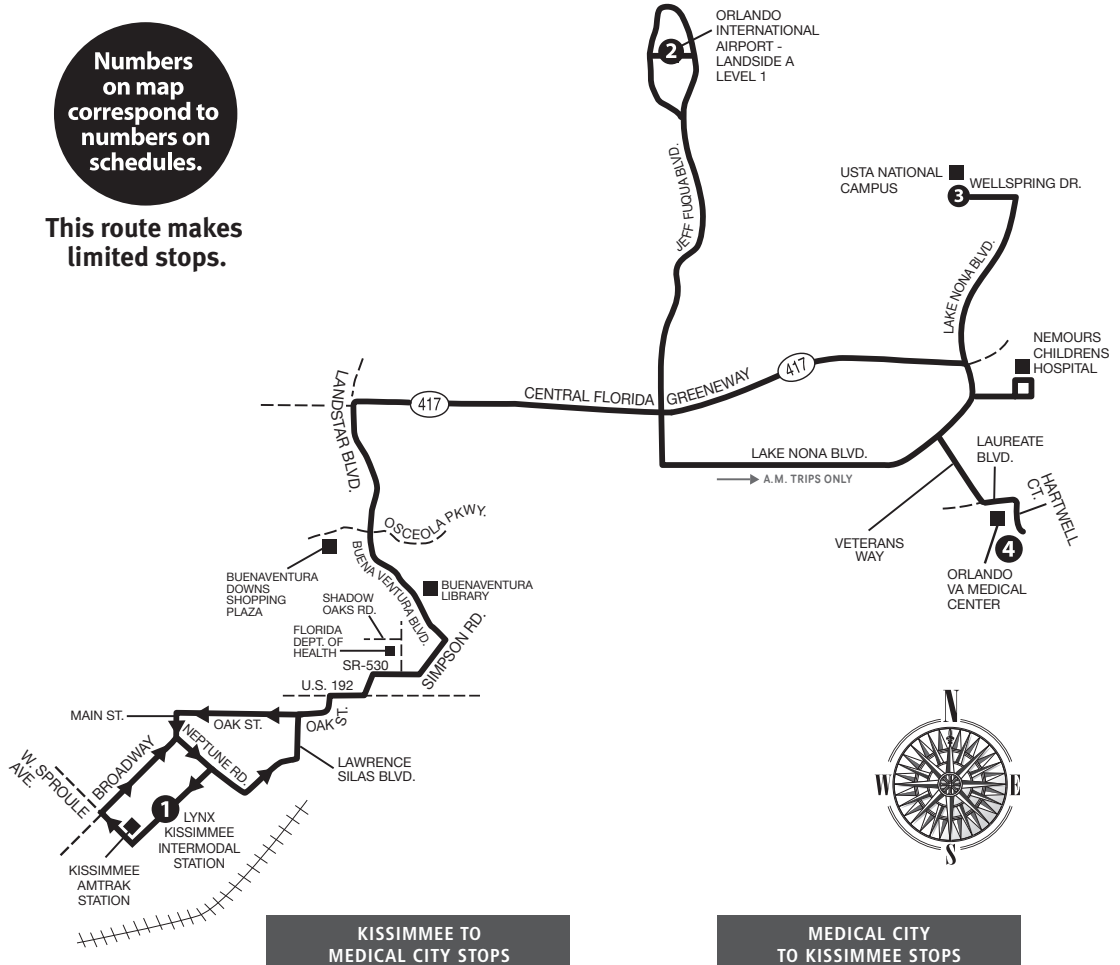 Numbers
on map
correspond to
numbers on
schedules.
This route makes
limited stops.
2
ORLANDO
INTERNATIONAL
AIRPORT -
LANDSIDE A
LEVEL 1
JEFF FUQUA BLVD.
USTA NATIONAL
CAMPUS
3
WELLSPRING DR.
LAKE NONA BLVD.
NEMOURS
CHILDRENS
HOSPITAL
417
CENTRAL FLORIDA
GREENEWAY
417
LANDSTAR BLVD.
LAKE NONA BLVD.
A.M. TRIPS ONLY
LAUREATE
BLVD.
HARTWELL
CT.
VETERANS
WAY
4
ORLANDO
VA MEDICAL
CENTER
OSCEOLA PKWY.
BUENAVENTURA
DOWNS
SHOPPING
PLAZA
BUENA VENTURA BLVD.
BUENAVENTURA
LIBRARY
SHADOW
OAKS RD.
FLORIDA
DEPT. OF
HEALTH
SR-530
SIMPSON RD.
U.S. 192
MAIN ST.
OAK ST.
OAK ST.
NEPTUNE RD.
LAWRENCE
SILAS BLVD.
BROADWAY
W. SPROULE
AVE.
1
LYNX
KISSIMMEE
INTERMODAL
STATION
KISSIMMEE
AMTRAK
STATION
N
W
E
S
KISSIMMEE TO
MEDICAL CITY STOPS
MEDICAL CITY
TO KISSIMMEE STOPS